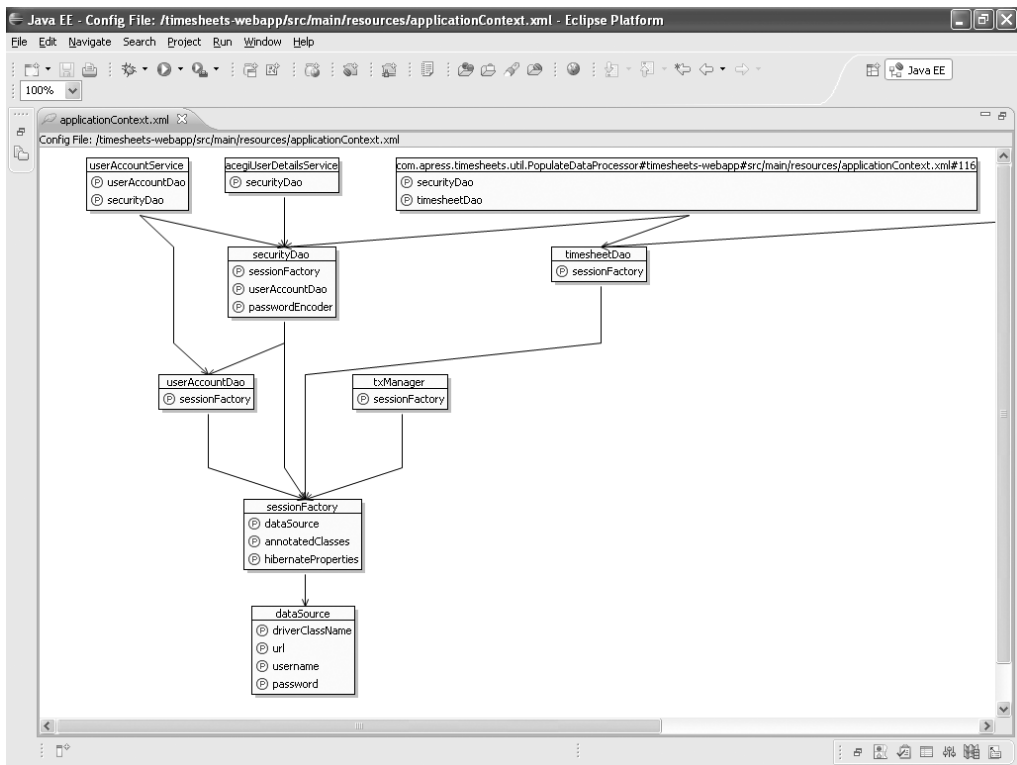 Java EE - Config File: /timesheets-webapp/src/main/resources/applicationContext.xml - Eclipse Platform
File Edit Navigate Search Project Run Window Help
Java EE
100%
applicationContext.xml
Config File: /timesheets-webapp/src/main/resources/applicationContext.xml
userAccountService
P userAccountDao
P securityDao
acegiUserDetailsService
P securityDao
com.apress.timesheets.util.PopulateDataProcessor#timesheets-webapp#src/main/resources/applicationContext.xml#116
P securityDao
P timesheetDao
securityDao
P sessionFactory
P userAccountDao
P passwordEncoder
timesheetDao
P sessionFactory
userAccountDao
P sessionFactory
txManager
P sessionFactory
sessionFactory
P dataSource
P annotatedClasses
P hibernateProperties
dataSource
P driverClassName
P url
P username
P password